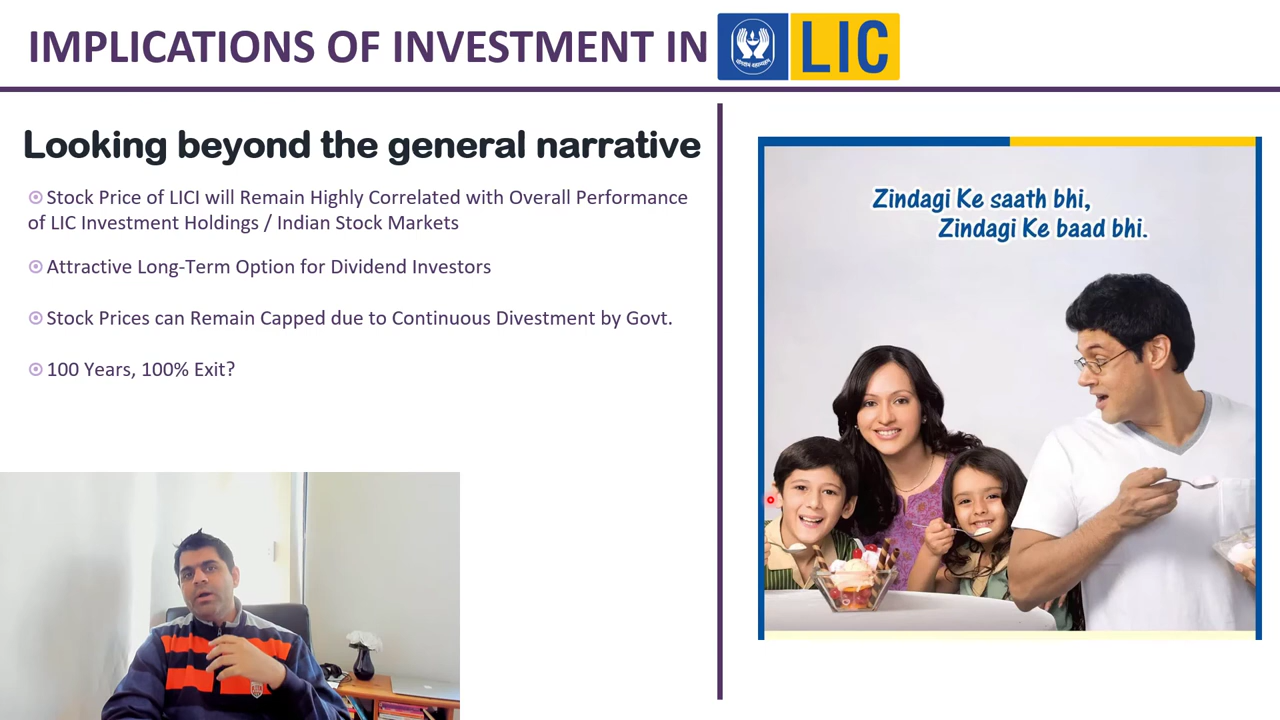 IMPLICATIONS OF INVESTMENT IN LIC
Looking beyond the general narrative
Stock Price of LICI will Remain Highly Correlated with Overall Performance
of LIC Investment Holdings / Indian Stock Markets
Attractive Long-Term Option for Dividend Investors
Stock Prices can Remain Capped due to Continuous Divestment by Govt.
100 Years, 100% Exit?
Zindagi Ke saath bhi,
Zindagi Ke baad bhi.